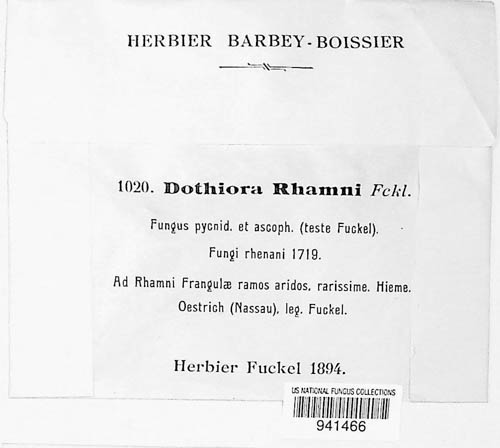 HERBIER BARBEY-BOISSIER
1020. Dothiora Rhamni Fckl.
Fungus pycnid. et ascoph. (teste Fuckel).
Fungi rhenani 1719.
Ad Rhamni Frangulæ ramos aridos, rarissime. Hieme.
Oestrich (Nassau), leg. Fuckel.
Herbier Fuckel 1894.
US NATIONAL FUNGUS COLLECTIONS
941466